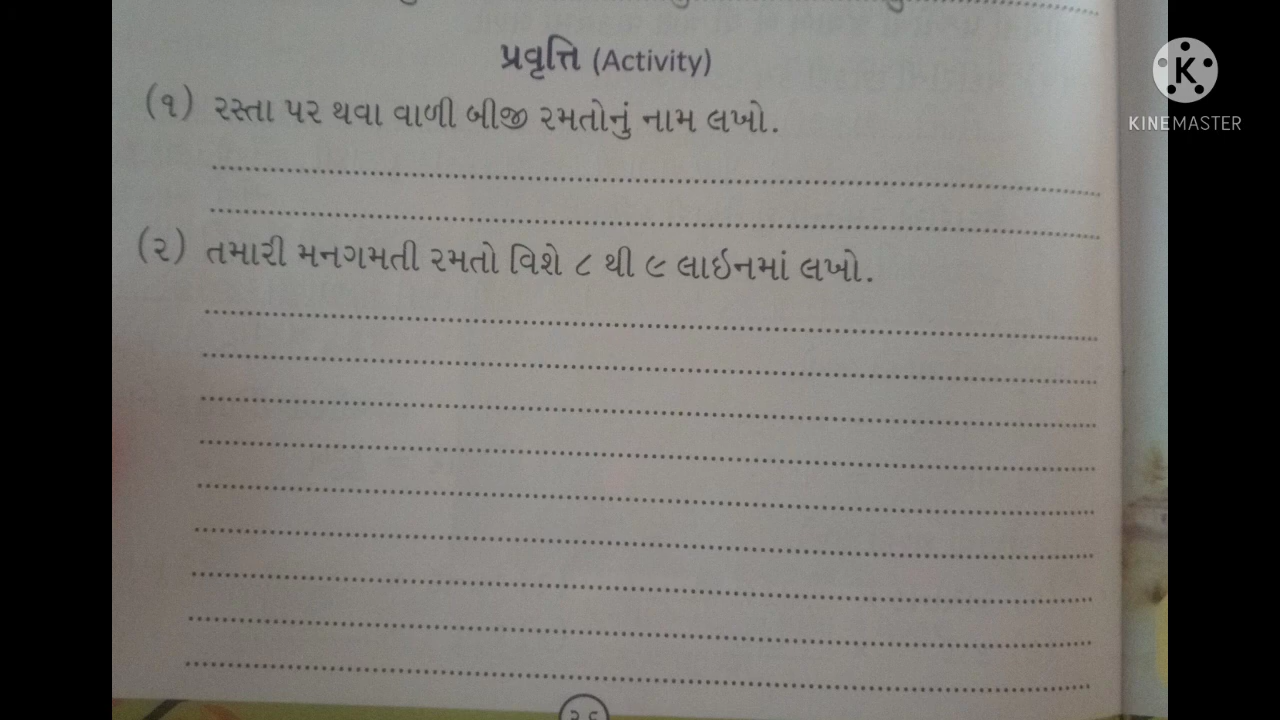 પ્રવૃત્તિ (Activity)
(૧) રસ્તા પર થવા વાળી બીજી રમતોનું નામ લખો.
(૨) તમારી મનગમતી રમતો વિશે ૮ થી ૯ લાઇનમાં લખો.
K
KINEMASTER